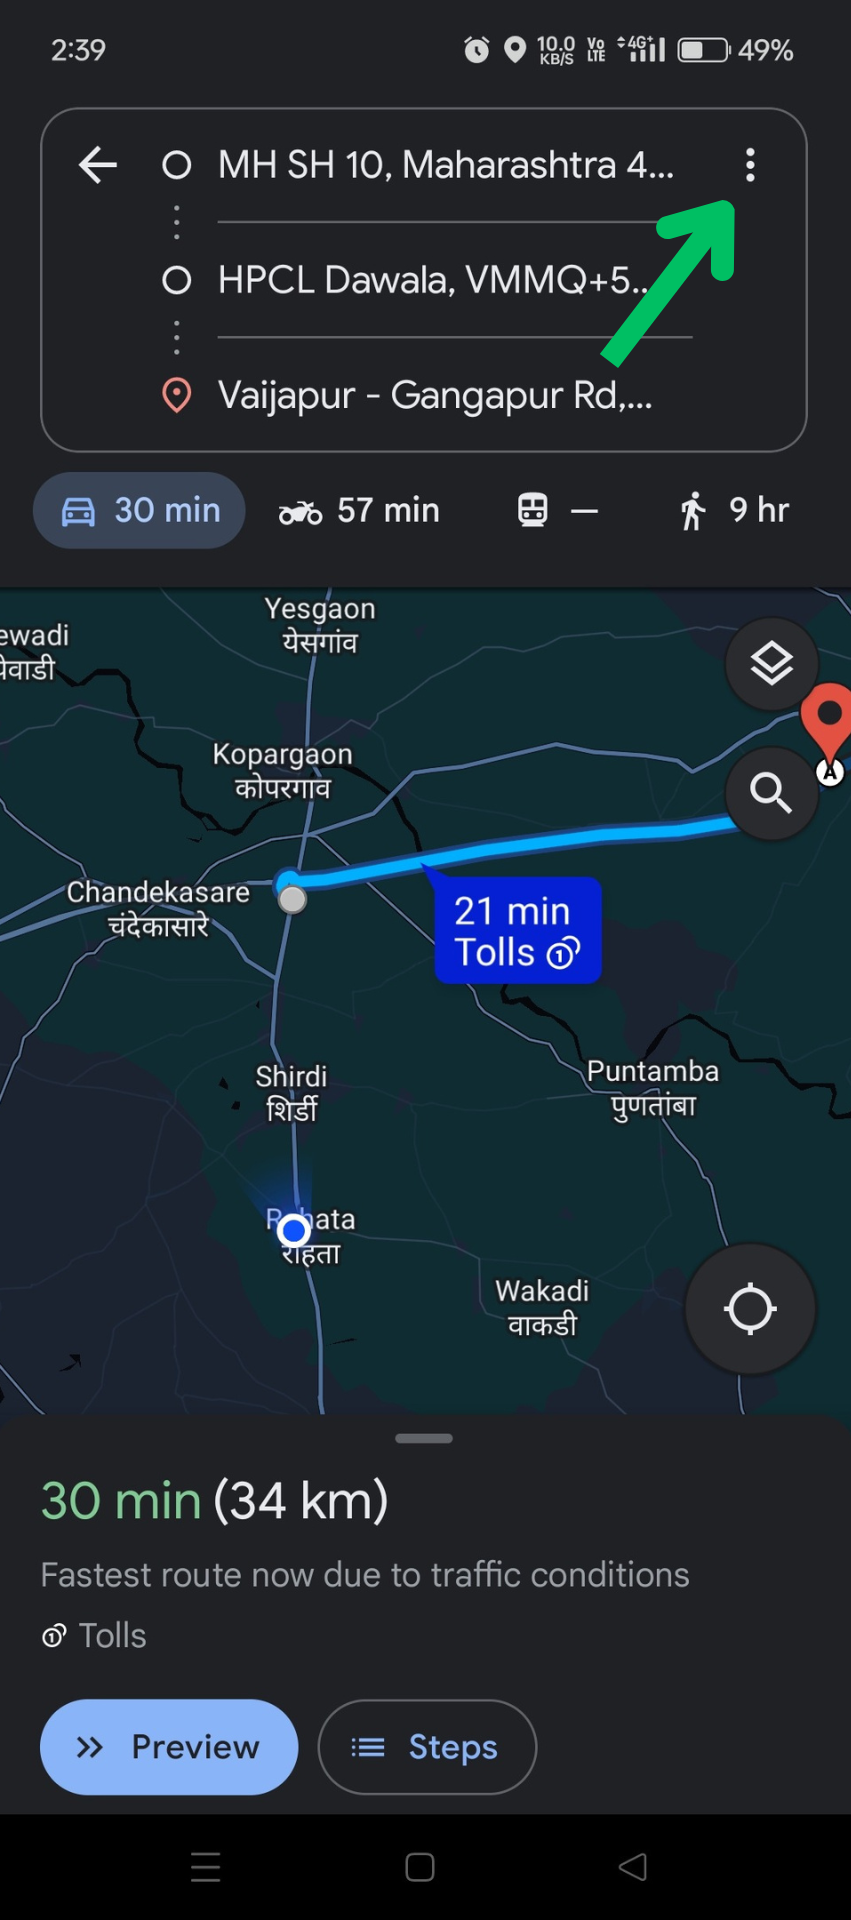 2:39
10.0 KB/S Vo LTE 4G+ 49%
MH SH 10, Maharashtra 4...
HPCL Dawala, VMMQ+5..
Vaijapur - Gangapur Rd,...
30 min 57 min — 9 hr
Yesgaon
येसगांव
ewadi
वेवाडी
Kopargaon
कोपरगाव
A
Chandekasare
चंदेकासारे
21 min
Tolls
Shirdi
शिर्डी
Puntamba
पुणतांबा
Rahata
राहता
Wakadi
वाकडी
30 min (34 km)
Fastest route now due to traffic conditions
Tolls
Preview Steps